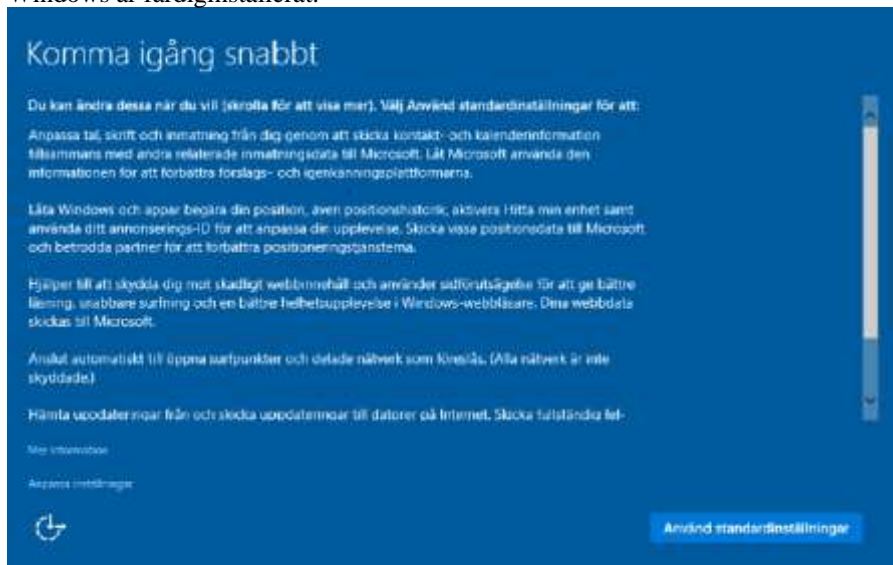 Windows är färdiginstallerat.
Komma igång snabbt
Du kan ändra dessa när du vill (skrolla för att visa mer). Välj Använd standardinställningar för att:
Anpassa tal, skrift och inmatning från dig genom att skicka kontakt- och kalenderinformation
tillsammans med andra relaterade inmatningsdata till Microsoft. Låt Microsoft använda den
informationen för att förbättra förslags- och igenkänningsplattformarna.
Låta Windows och appar begära din position, även positionshistorik, aktivera Hitta min enhet samt
använda ditt annonserings-ID för att anpassa din upplevelse. Skicka vissa positionsdata till Microsoft
och betrodda partner för att förbättra positioneringstjänsterna.
Hjälper till att skydda dig mot skadligt webbinnehåll och använder sidförutsägelse för att ge bättre
läsning, snabbare surfning och en bättre helhetsupplevelse i Windows-webbläsare. Dina webbdata
skickas till Microsoft.
Anslut automatiskt till öppna surfpunkter och delade nätverk som föreslås. (Alla nätverk är inte
skyddade.)
Hämta uppdateringar från och skicka uppdateringar till datorer på Internet. Skicka fullständig fel-
Mer information
Anpassa inställningar
Använd standardinställningar